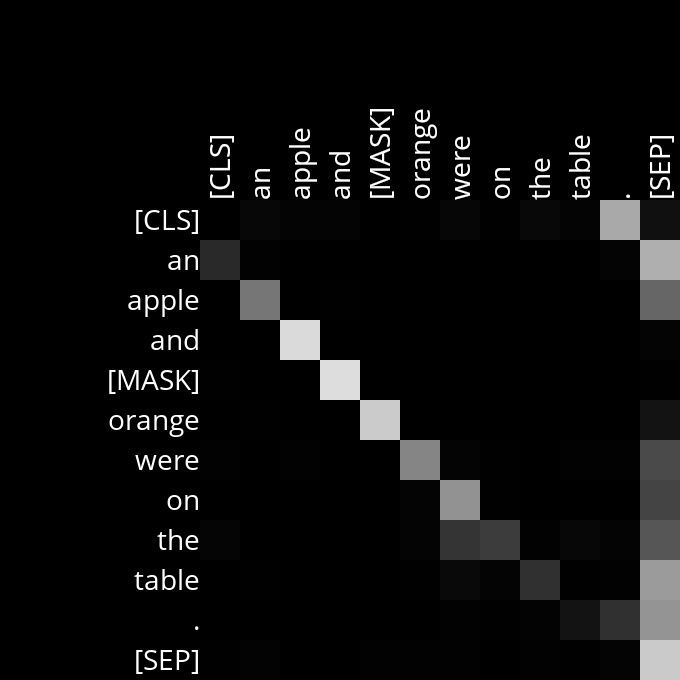 [CLS] an apple and [MASK] orange were on the table . [SEP]
[CLS]
an
apple
and
[MASK]
orange
were
on
the
table
.
[SEP]